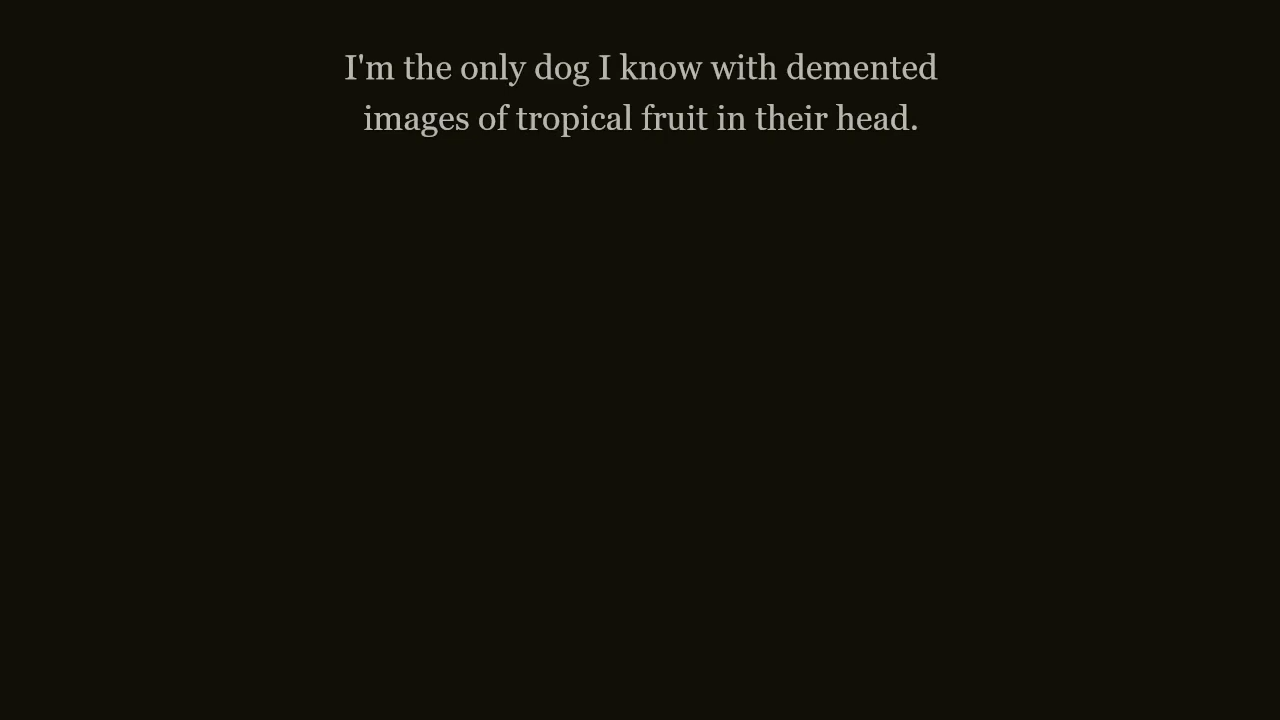 I'm the only dog I know with demented
images of tropical fruit in their head.